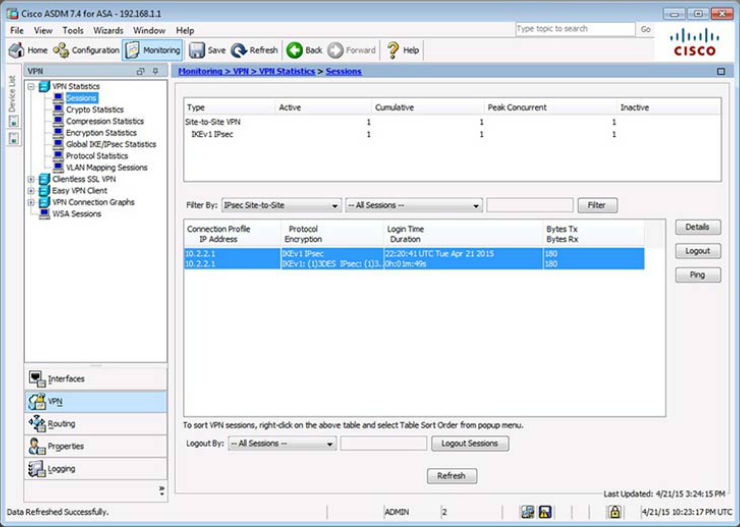 Cisco ASDM 7.4 for ASA - 192.168.1.1
File View Tools Wizards Window Help
Type topic to search Go
Home Configuration Monitoring Save Refresh Back Forward Help
CISCO
Device List
VPN
VPN Statistics
Sessions
Crypto Statistics
Compression Statistics
Encryption Statistics
Global IKE/IPsec Statistics
Protocol Statistics
VLAN Mapping Sessions
Clientless SSL VPN
Easy VPN Client
VPN Connection Graphs
WSA Sessions
Interfaces
VPN
Routing
Properties
Logging
Monitoring > VPN > VPN Statistics > Sessions
Type Active Cumulative Peak Concurrent Inactive
Site-to-Site VPN 1 1 1
IKEv1 IPsec 1 1 1
Filter By: IPsec Site-to-Site -- All Sessions -- Filter
Connection Profile Protocol Login Time Bytes Tx
IP Address Encryption Duration Bytes Rx
10.2.2.1 IKEv1 IPsec 22:20:41 UTC Tue Apr 21 2015 180
10.2.2.1 IKEv1: (1)3DES IPsec: (1)3... 0h:01m:49s 180
Details
Logout
Ping
To sort VPN sessions, right-click on the above table and select Table Sort Order from popup menu.
Logout By: -- All Sessions -- Logout Sessions
Refresh
Last Updated: 4/21/15 3:24:15 PM
Data Refreshed Successfully. ADMIN 2 4/21/15 10:23:17 PM UTC